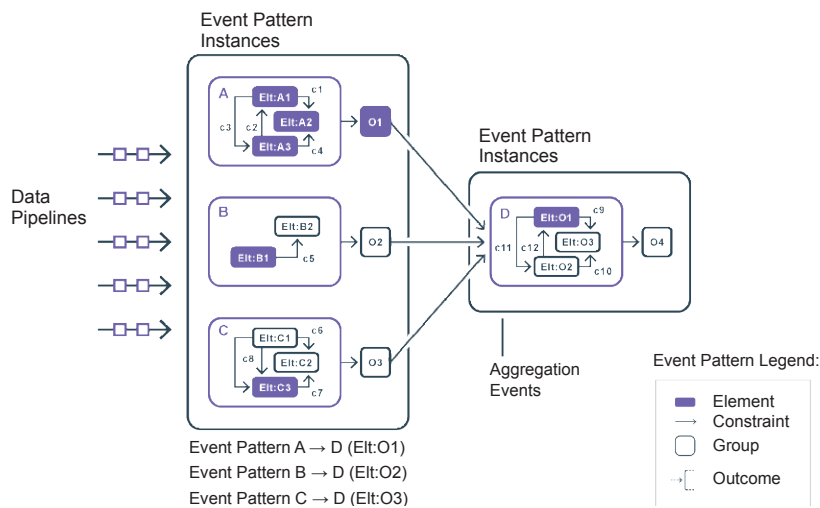 Event Pattern
Instances
A
Elt:A1
c1
Elt:A2
c3
c2
Elt:A3
c4
O1
Event Pattern
Instances
Data
Pipelines
B
Elt:B2
Elt:B1
c5
O2
D
Elt:O1
c9
Elt:O3
c11
c12
Elt:O2
c10
O4
C
Elt:C1
c6
c8
Elt:C2
Elt:C3
c7
O3
Aggregation
Events
Event Pattern A → D (Elt:O1)
Event Pattern B → D (Elt:O2)
Event Pattern C → D (Elt:O3)
Event Pattern Legend:
Element
Constraint
Group
Outcome